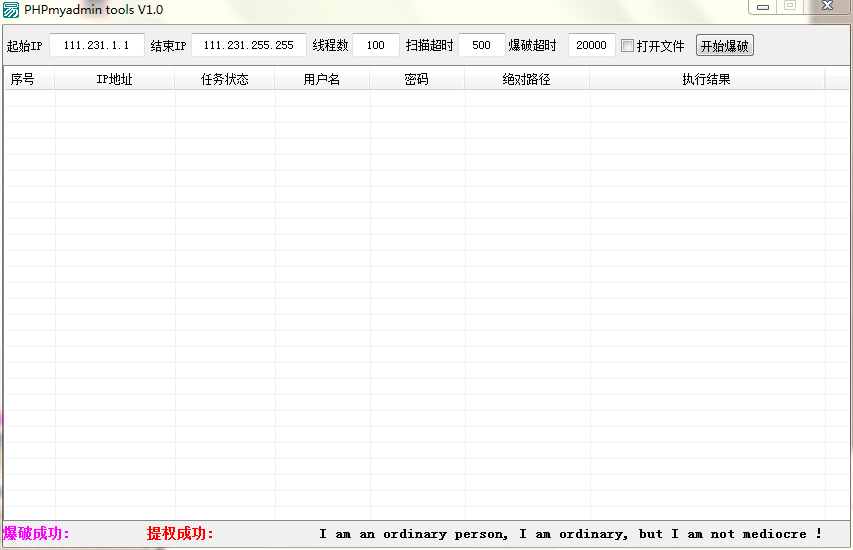 PHPmyadmin tools V1.0
起始IP 111.231.1.1 结束IP 111.231.255.255 线程数 100 扫描超时 500 爆破超时 20000 打开文件 开始爆破
序号 IP地址 任务状态 用户名 密码 绝对路径 执行结果
爆破成功: 提权成功: I am an ordinary person, I am ordinary, but I am not mediocre !